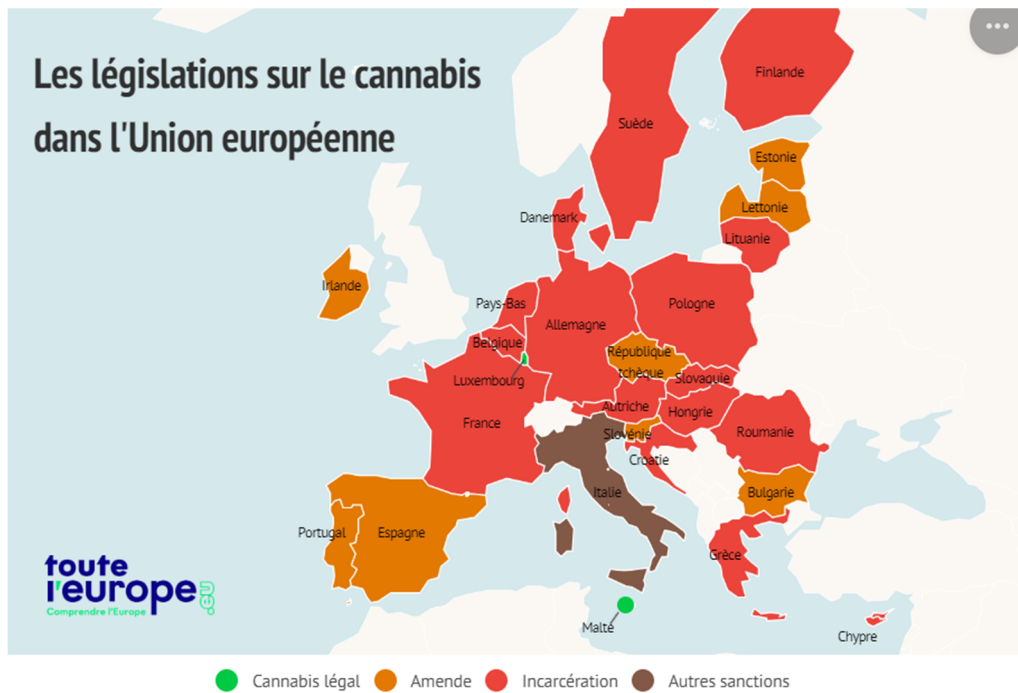 Les législations sur le cannabis
dans l'Union européenne
Finlande
Suède
Estonie
Lettonie
Danemark
Lituanie
Irlande
Pays-Bas
Pologne
Allemagne
Belgique
République
tchèque
Luxembourg
Slovaquie
Autriche
Hongrie
France
Slovénie
Roumanie
Croatie
Italie
Bulgarie
Portugal
Espagne
Grèce
toute
l'europe.eu
Comprendre l'Europe
Malte
Chypre
Cannabis légal
Amende
Incarcération
Autres sanctions